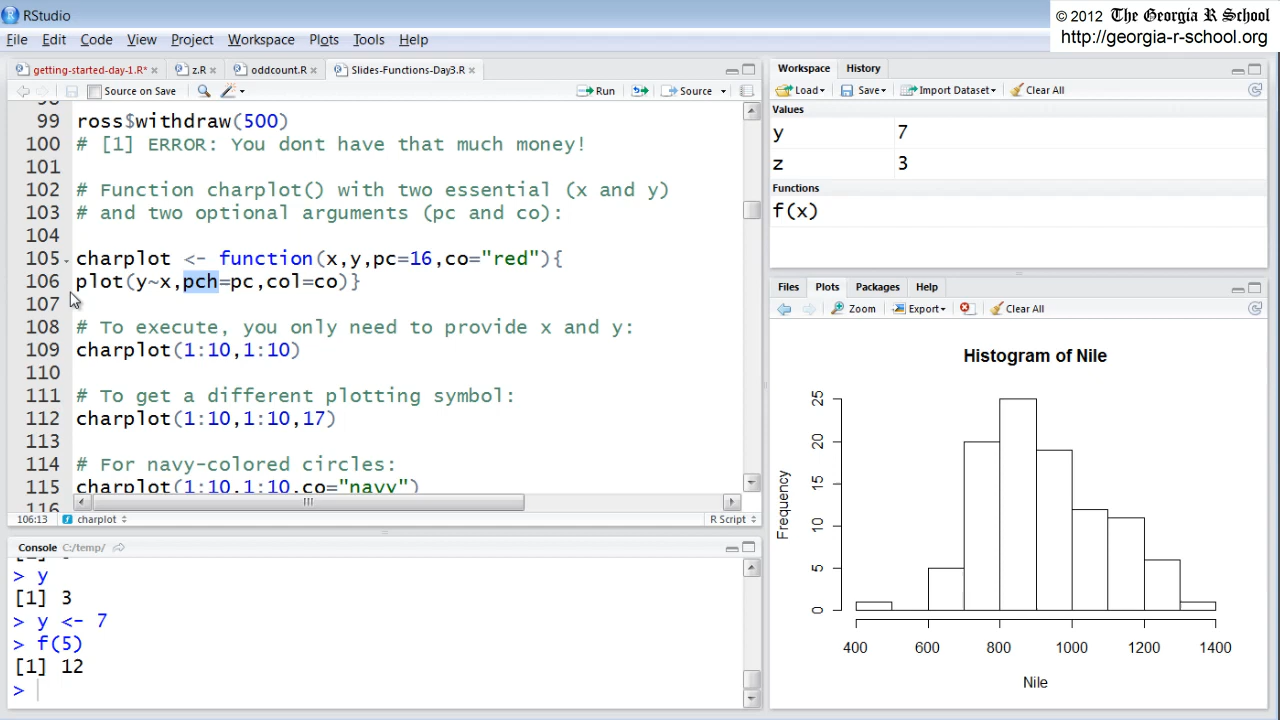 RStudio
© 2012 The Georgia R School
http://georgia-r-school.org
File Edit Code View Project Workspace Plots Tools Help
getting-started-day-1.R* × z.R × oddcount.R × Slides-Functions-Day3.R ×
Source on Save Run Source
99 ross$withdraw(500)
100 # [1] ERROR: You dont have that much money!
101
102 # Function charplot() with two essential (x and y)
103 # and two optional arguments (pc and co):
104
105 charplot <- function(x,y,pc=16,co="red"){
106 plot(y~x,pch=pc,col=co)}
107
108 # To execute, you only need to provide x and y:
109 charplot(1:10,1:10)
110
111 # To get a different plotting symbol:
112 charplot(1:10,1:10,17)
113
114 # For navy-colored circles:
115 charplot(1:10,1:10,co="navy")
116
106:13 charplot R Script
Console C:/temp/
> y
[1] 3
> y <- 7
> f(5)
[1] 12
>
Workspace History
Load Save Import Dataset Clear All
Values
y 7
z 3
Functions
f(x)
Files Plots Packages Help
Zoom Export Clear All
Histogram of Nile
Frequency
25
20
15
10
5
0
400 600 800 1000 1200 1400
Nile